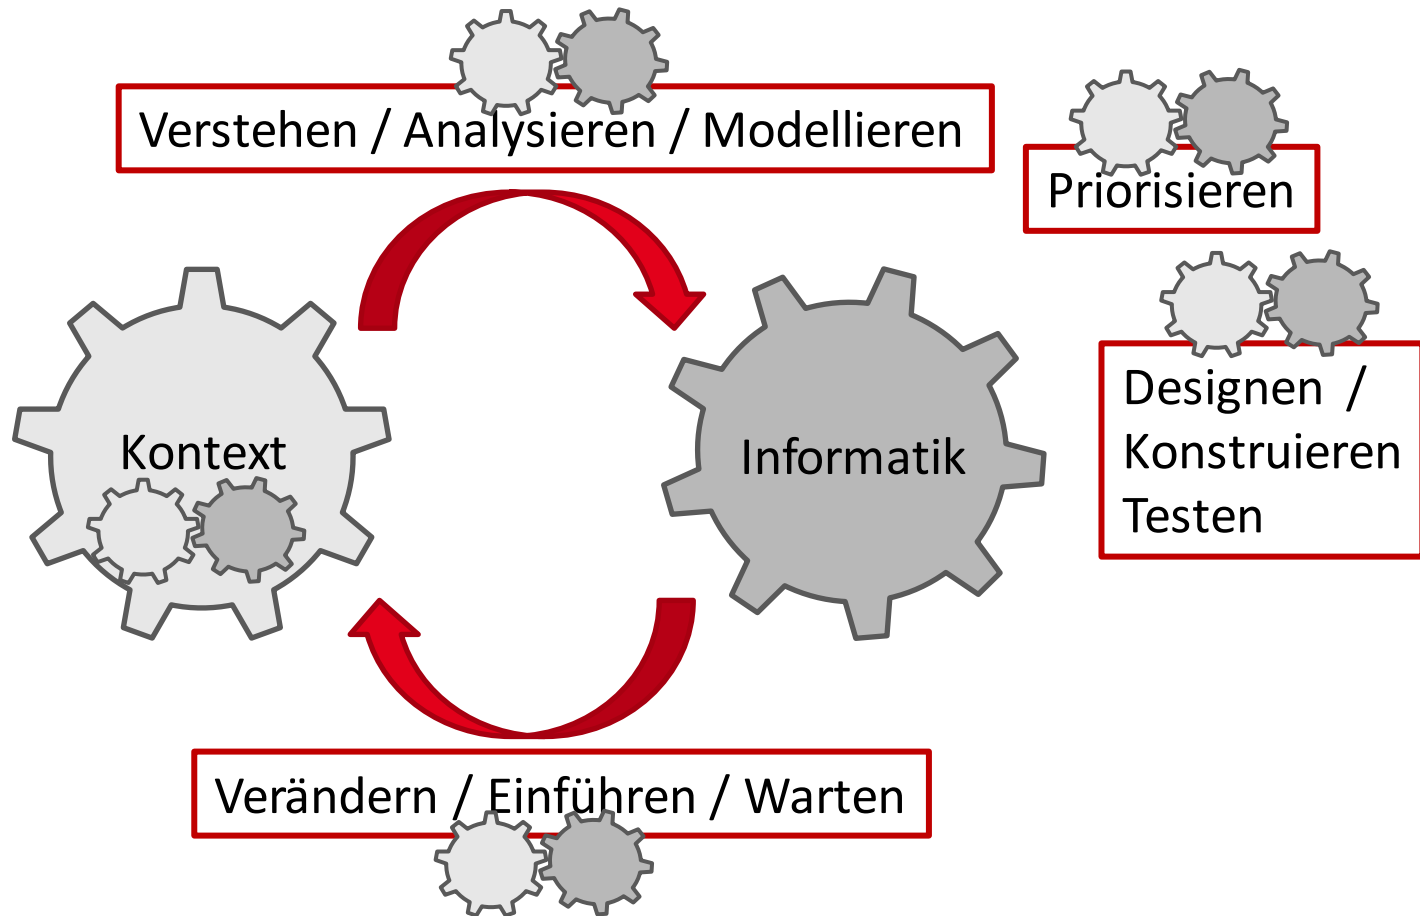 Verstehen / Analysieren / Modellieren
Priorisieren
Kontext
Informatik
Designen /
Konstruieren
Testen
Verändern / Einführen / Warten